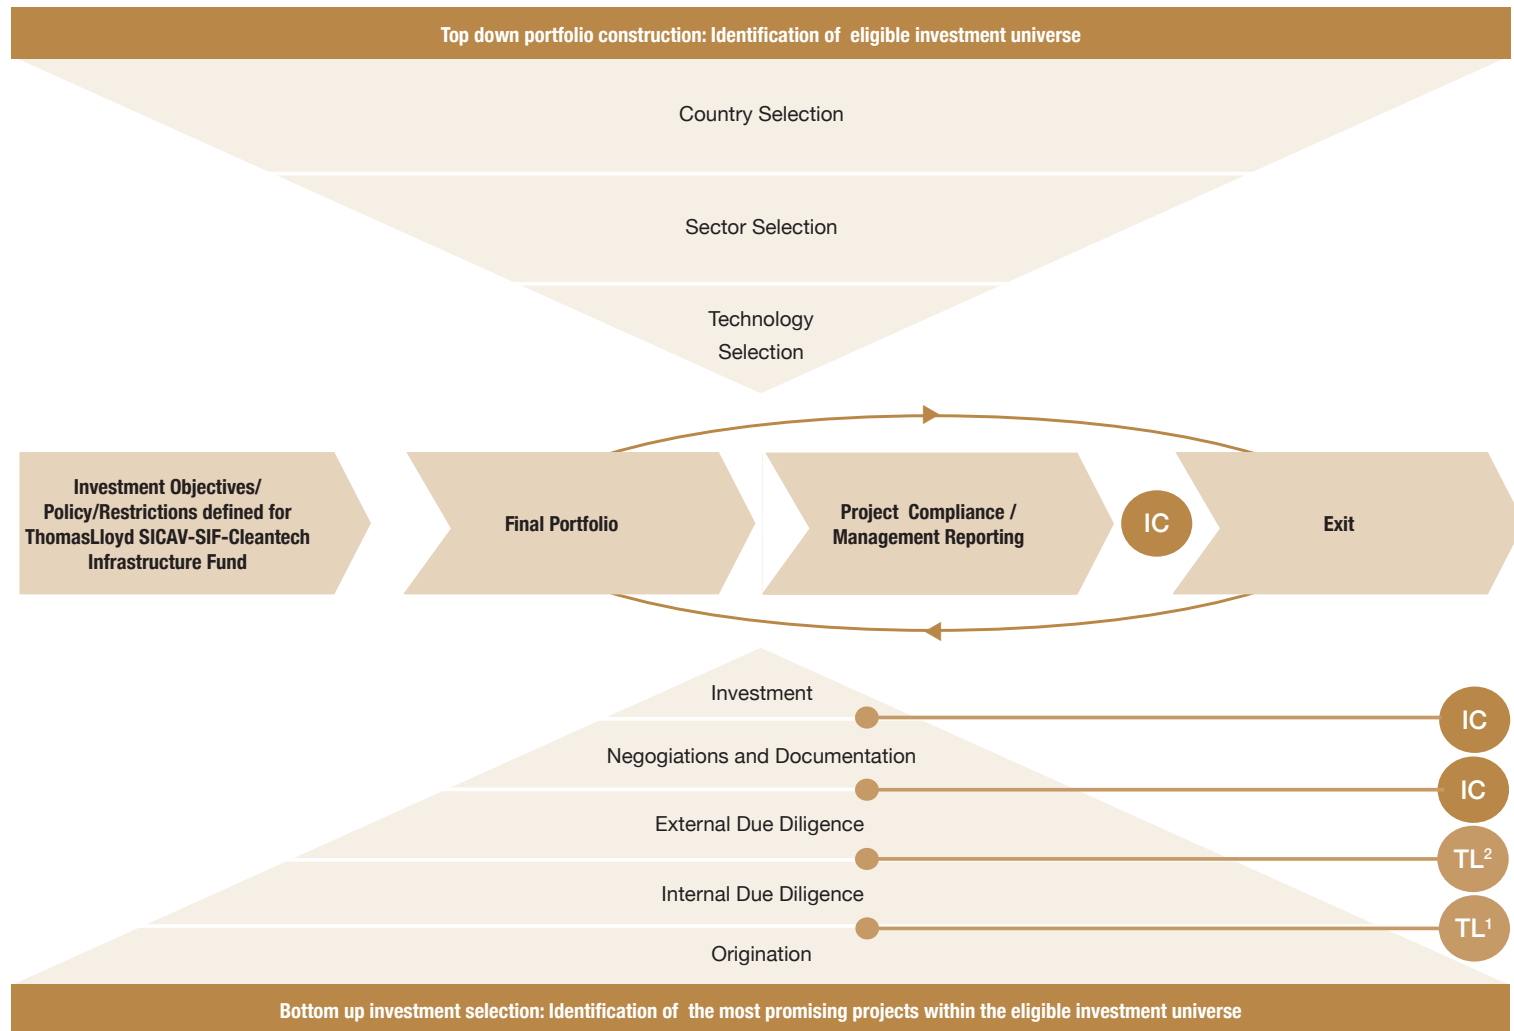 Top down portfolio construction: Identification of eligible investment universe
Country Selection
Sector Selection
Technology
Selection
Investment Objectives/
Policy/Restrictions defined for
ThomasLloyd SICAV-SIF-Cleantech
Infrastructure Fund
Final Portfolio
Project Compliance /
Management Reporting
IC
Exit
Investment
IC
Negogiations and Documentation
IC
External Due Diligence
TL²
Internal Due Diligence
TL¹
Origination
Bottom up investment selection: Identification of the most promising projects within the eligible investment universe